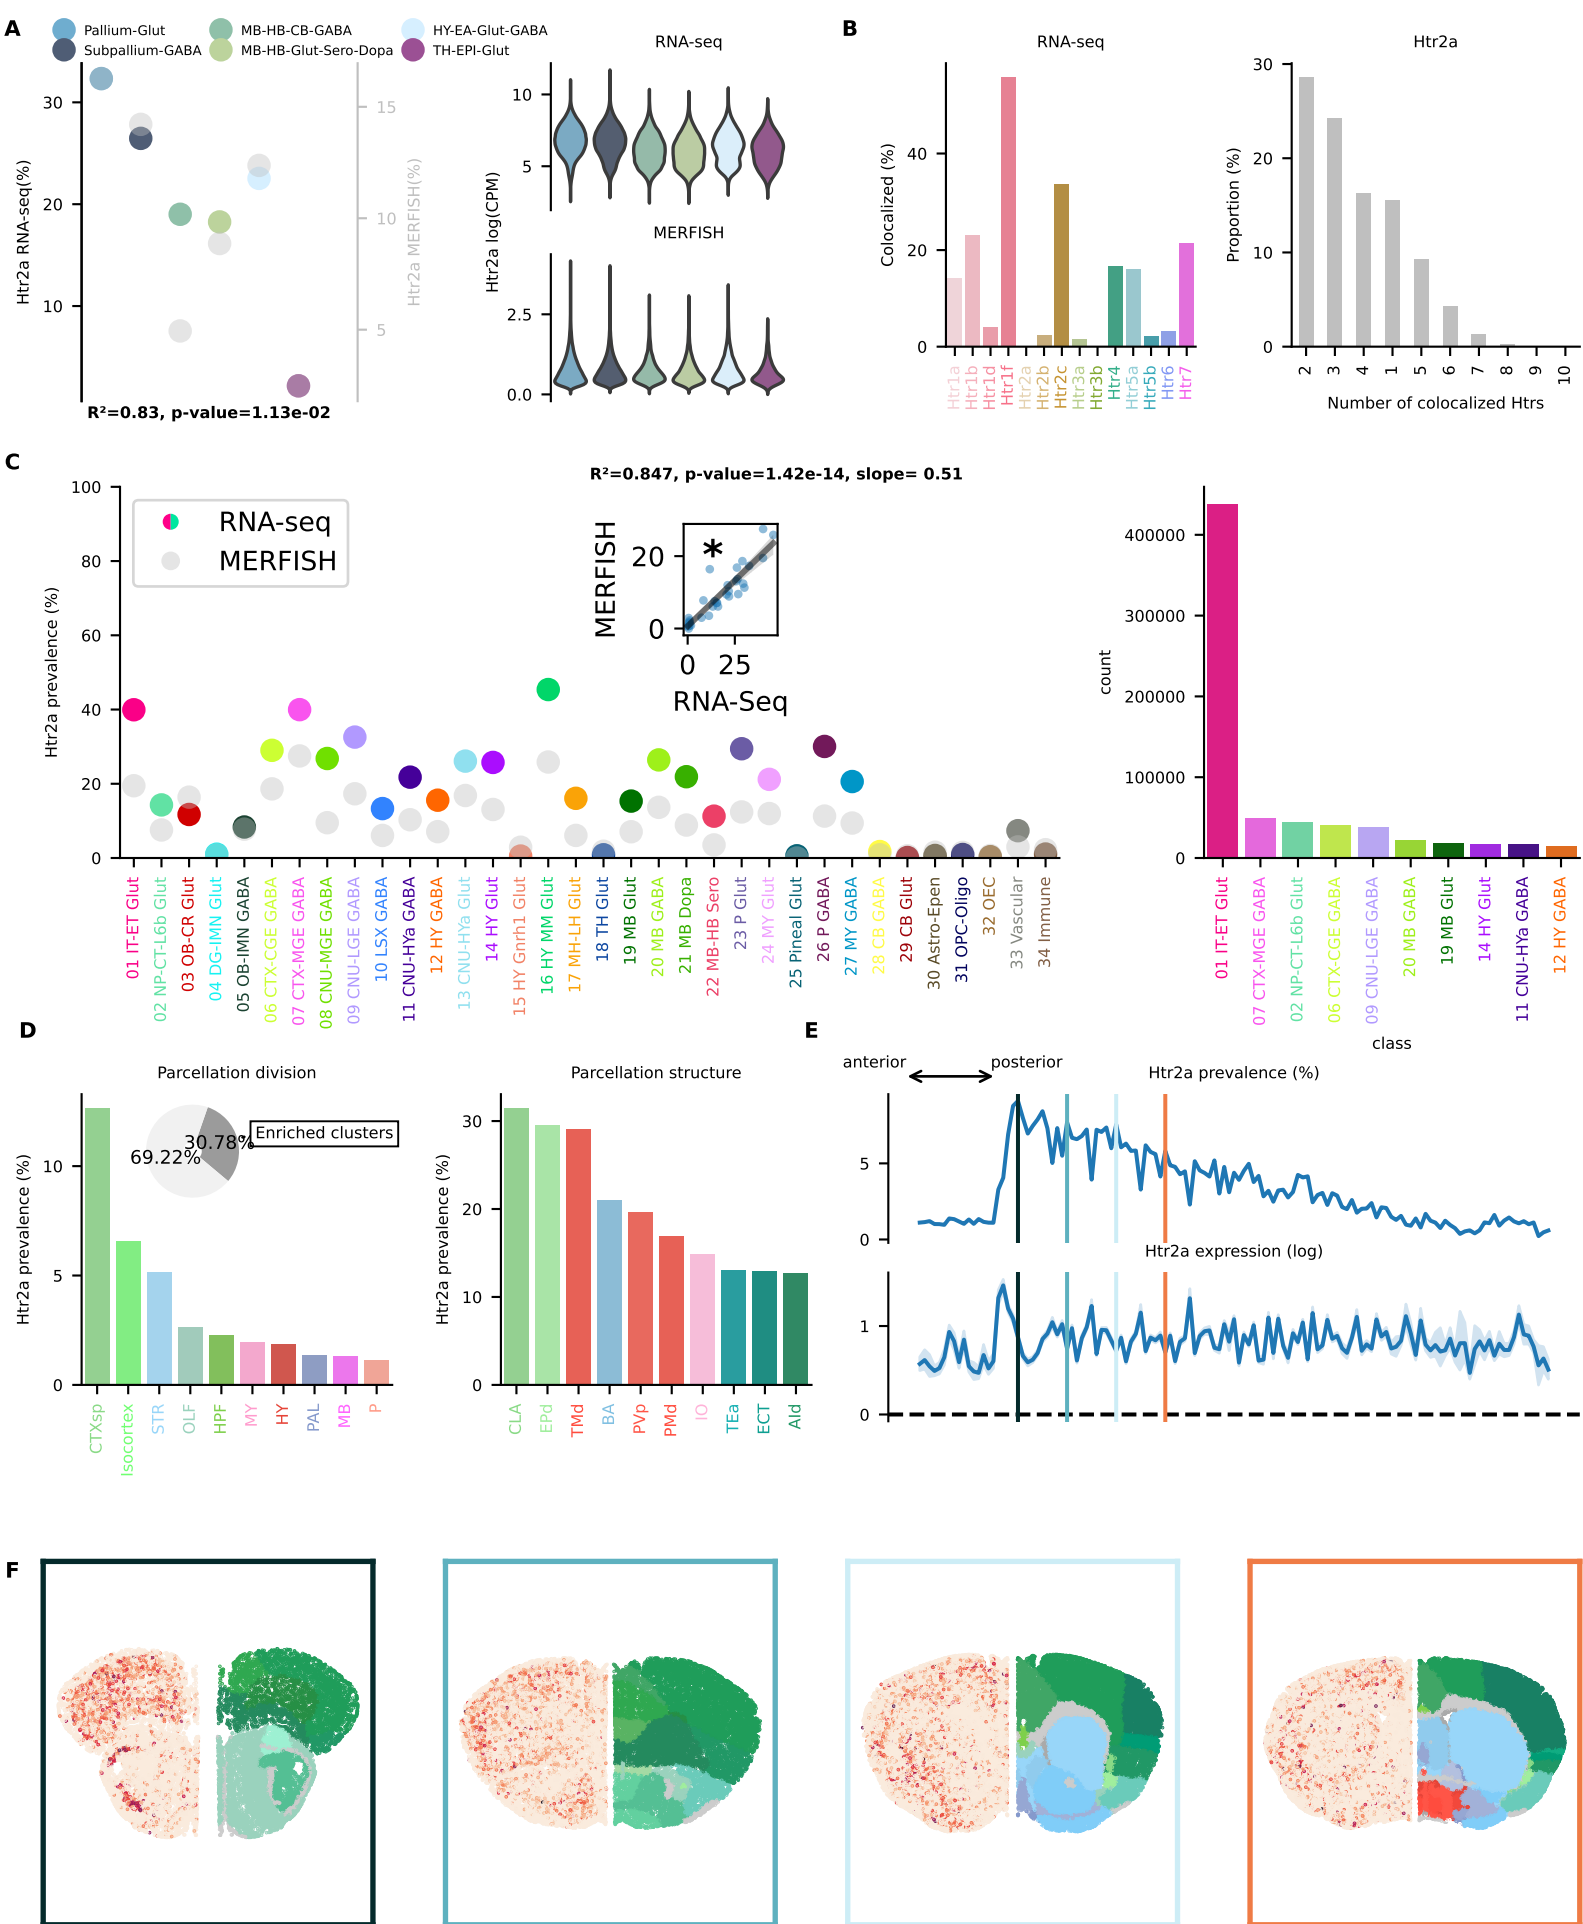 A
Pallium-Glut
Subpallium-GABA
MB-HB-CB-GABA
MB-HB-Glut-Sero-Dopa
HY-EA-Glut-GABA
TH-EPI-Glut
Htr2a RNA-seq(%)
30
20
10
Htr2a MERFISH(%)
15
10
5
R²=0.83, p-value=1.13e-02
RNA-seq
Htr2a log(CPM)
10
5
MERFISH
2.5
0.0
B
RNA-seq
Colocalized (%)
40
20
0
Htr1a
Htr1b
Htr1d
Htr1f
Htr2a
Htr2b
Htr2c
Htr3a
Htr3b
Htr4
Htr5a
Htr5b
Htr6
Htr7
Htr2a
Proportion (%)
30
20
10
0
2
3
4
1
5
6
7
8
9
10
Number of colocalized Htrs
C
R²=0.847, p-value=1.42e-14, slope= 0.51
Htr2a prevalence (%)
100
80
60
40
20
0
RNA-seq
MERFISH
MERFISH
20
0
*
0 25
RNA-Seq
01 IT-ET Glut
02 NP-CT-L6b Glut
03 OB-CR Glut
04 DG-IMN Glut
05 OB-IMN GABA
06 CTX-CGE GABA
07 CTX-MGE GABA
08 CNU-MGE GABA
09 CNU-LGE GABA
10 LSX GABA
11 CNU-HYa GABA
12 HY GABA
13 CNU-HYa Glut
14 HY Glut
15 HY Gnrh1 Glut
16 HY MM Glut
17 MH-LH Glut
18 TH Glut
19 MB Glut
20 MB GABA
21 MB Dopa
22 MB-HB Sero
23 P Glut
24 MY Glut
25 Pineal Glut
26 P GABA
27 MY GABA
28 CB GABA
29 CB Glut
30 Astro-Epen
31 OPC-Oligo
32 OEC
33 Vascular
34 Immune
count
400000
300000
200000
100000
0
01 IT-ET Glut
07 CTX-MGE GABA
02 NP-CT-L6b Glut
06 CTX-CGE GABA
09 CNU-LGE GABA
20 MB GABA
19 MB Glut
14 HY Glut
11 CNU-HYa GABA
12 HY GABA
class
D
Parcellation division
Htr2a prevalence (%)
10
5
0
69.22%
30.78%
Enriched clusters
CTXsp
Isocortex
STR
OLF
HPF
MY
HY
PAL
MB
P
Parcellation structure
Htr2a prevalence (%)
30
20
10
0
CLA
EPd
TMd
BA
PVp
PMd
IO
TEa
ECT
AId
E
anterior
posterior
Htr2a prevalence (%)
5
0
Htr2a expression (log)
1
0
F